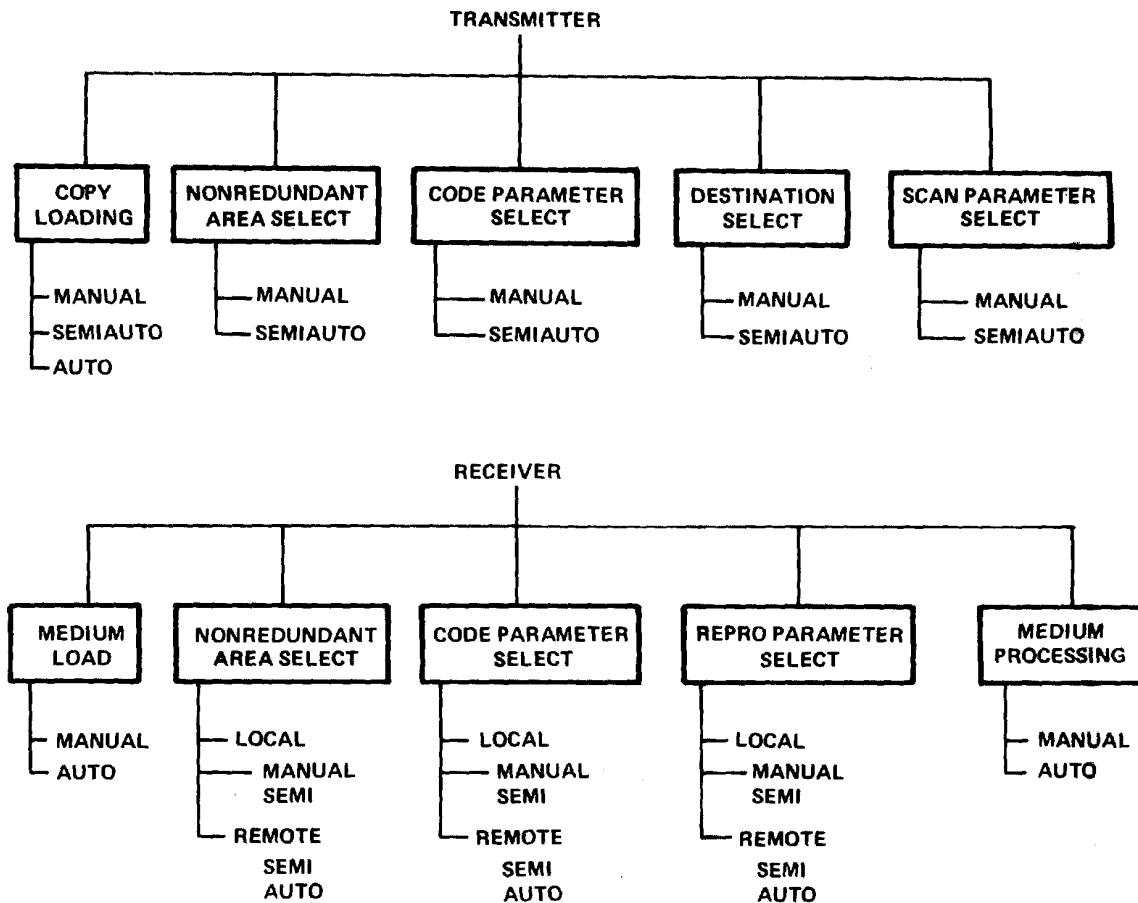 TRANSMITTER
COPY
LOADING
MANUAL
SEMIAUTO
AUTO
NONREDUNDANT
AREA SELECT
MANUAL
SEMIAUTO
CODE PARAMETER
SELECT
MANUAL
SEMIAUTO
DESTINATION
SELECT
MANUAL
SEMIAUTO
SCAN PARAMETER
SELECT
MANUAL
SEMIAUTO
RECEIVER
MEDIUM
LOAD
MANUAL
AUTO
NONREDUNDANT
AREA SELECT
LOCAL
MANUAL
SEMI
REMOTE
SEMI
AUTO
CODE PARAMETER
SELECT
LOCAL
MANUAL
SEMI
REMOTE
SEMI
AUTO
REPRO PARAMETER
SELECT
LOCAL
MANUAL
SEMI
REMOTE
SEMI
AUTO
MEDIUM
PROCESSING
MANUAL
AUTO